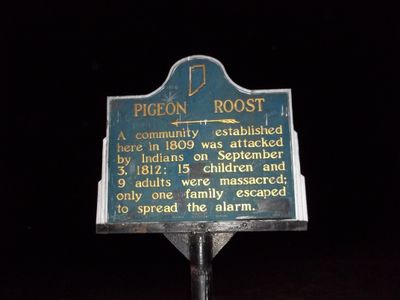 PIGEON ROOST
A community established
here in 1809 was attacked
by Indians on September
3, 1812: 15 children and
9 adults were massacred;
only one family escaped
to spread the alarm.